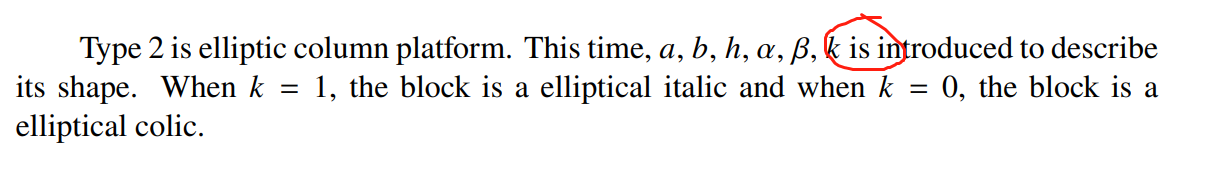 Type 2 is elliptic column platform. This time, a, b, h, α, β, k is introduced to describe
its shape. When k = 1, the block is a elliptical italic and when k = 0, the block is a
elliptical colic.